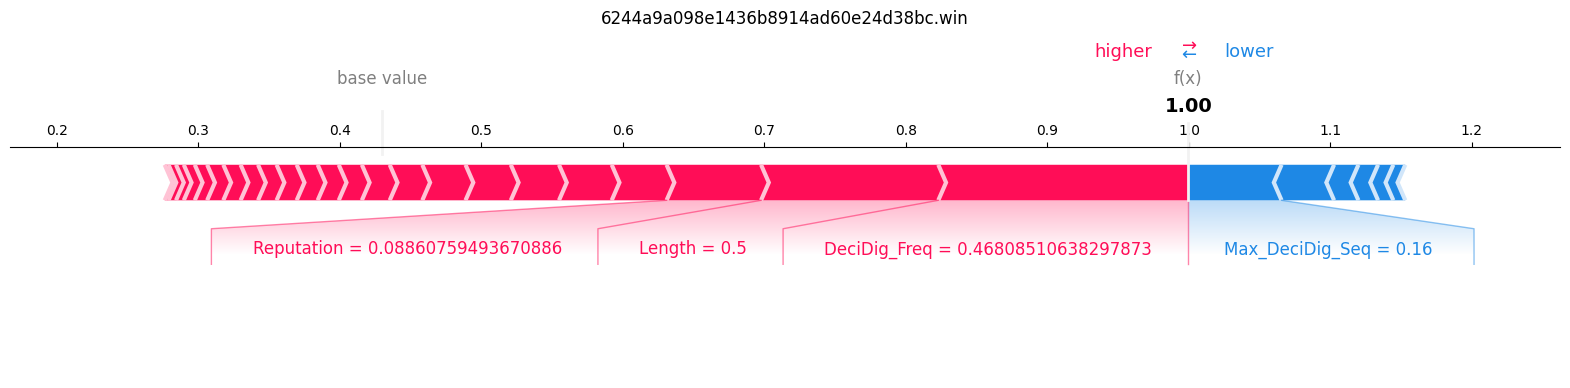 6244a9a098e1436b8914ad60e24d38bc.win
higher ⇄ lower
base value f(x)
1.00
0.2 0.3 0.4 0.5 0.6 0.7 0.8 0.9 1.0 1.1 1.2
Reputation = 0.08860759493670886 Length = 0.5 DeciDig_Freq = 0.46808510638297873 Max_DeciDig_Seq = 0.16